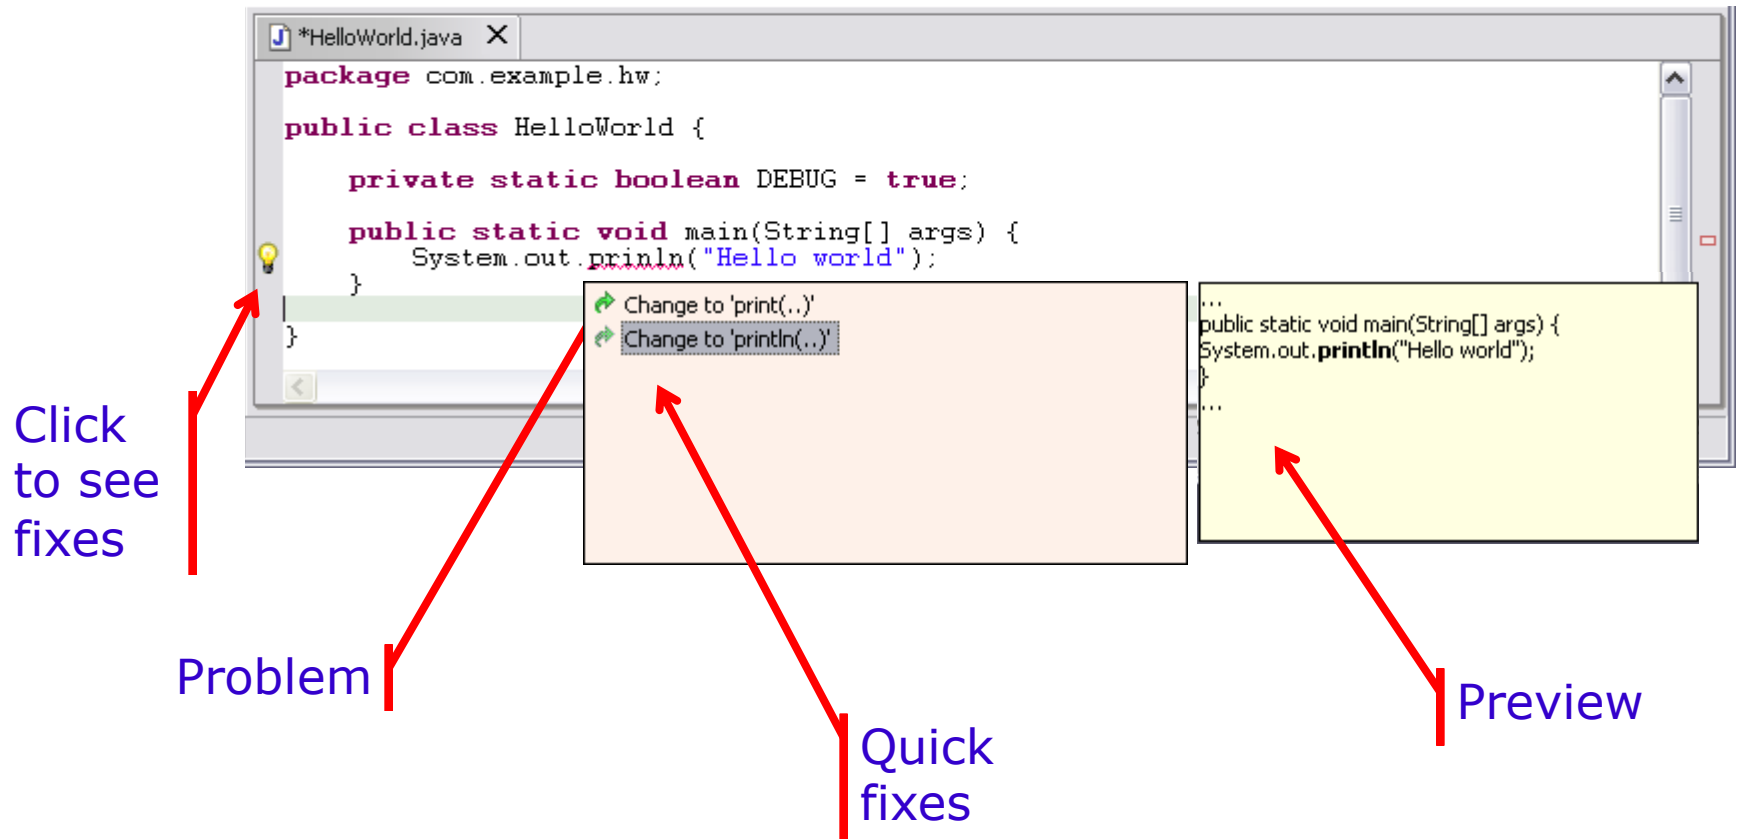 *HelloWorld.java
package com.example.hw;
public class HelloWorld {
private static boolean DEBUG = true;
public static void main(String[] args) {
System.out.prinln("Hello world");
}
}
Change to 'print(..)'
Change to 'println(..)'
...
public static void main(String[] args) {
System.out.println("Hello world");
}
...
Click
to see
fixes
Problem
Quick
fixes
Preview